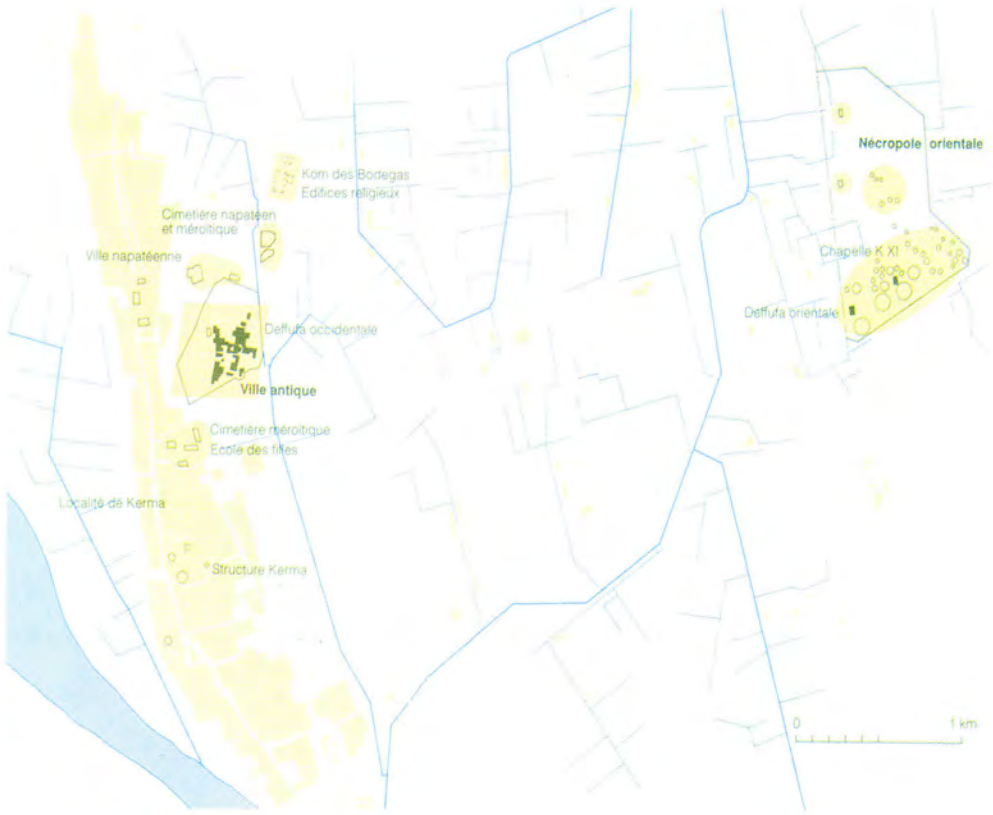 Kom des Bodegas
Edifices religieux
Cimetière napatéen
et méroïtique
Ville napatéenne
Deffufa occidentale
Ville antique
Cimetière méroïtique
Ecole des filles
Localité de Kerma
Structure Kerma
Nécropole orientale
Chapelle K XI
Deffufa orientale
0
1 km